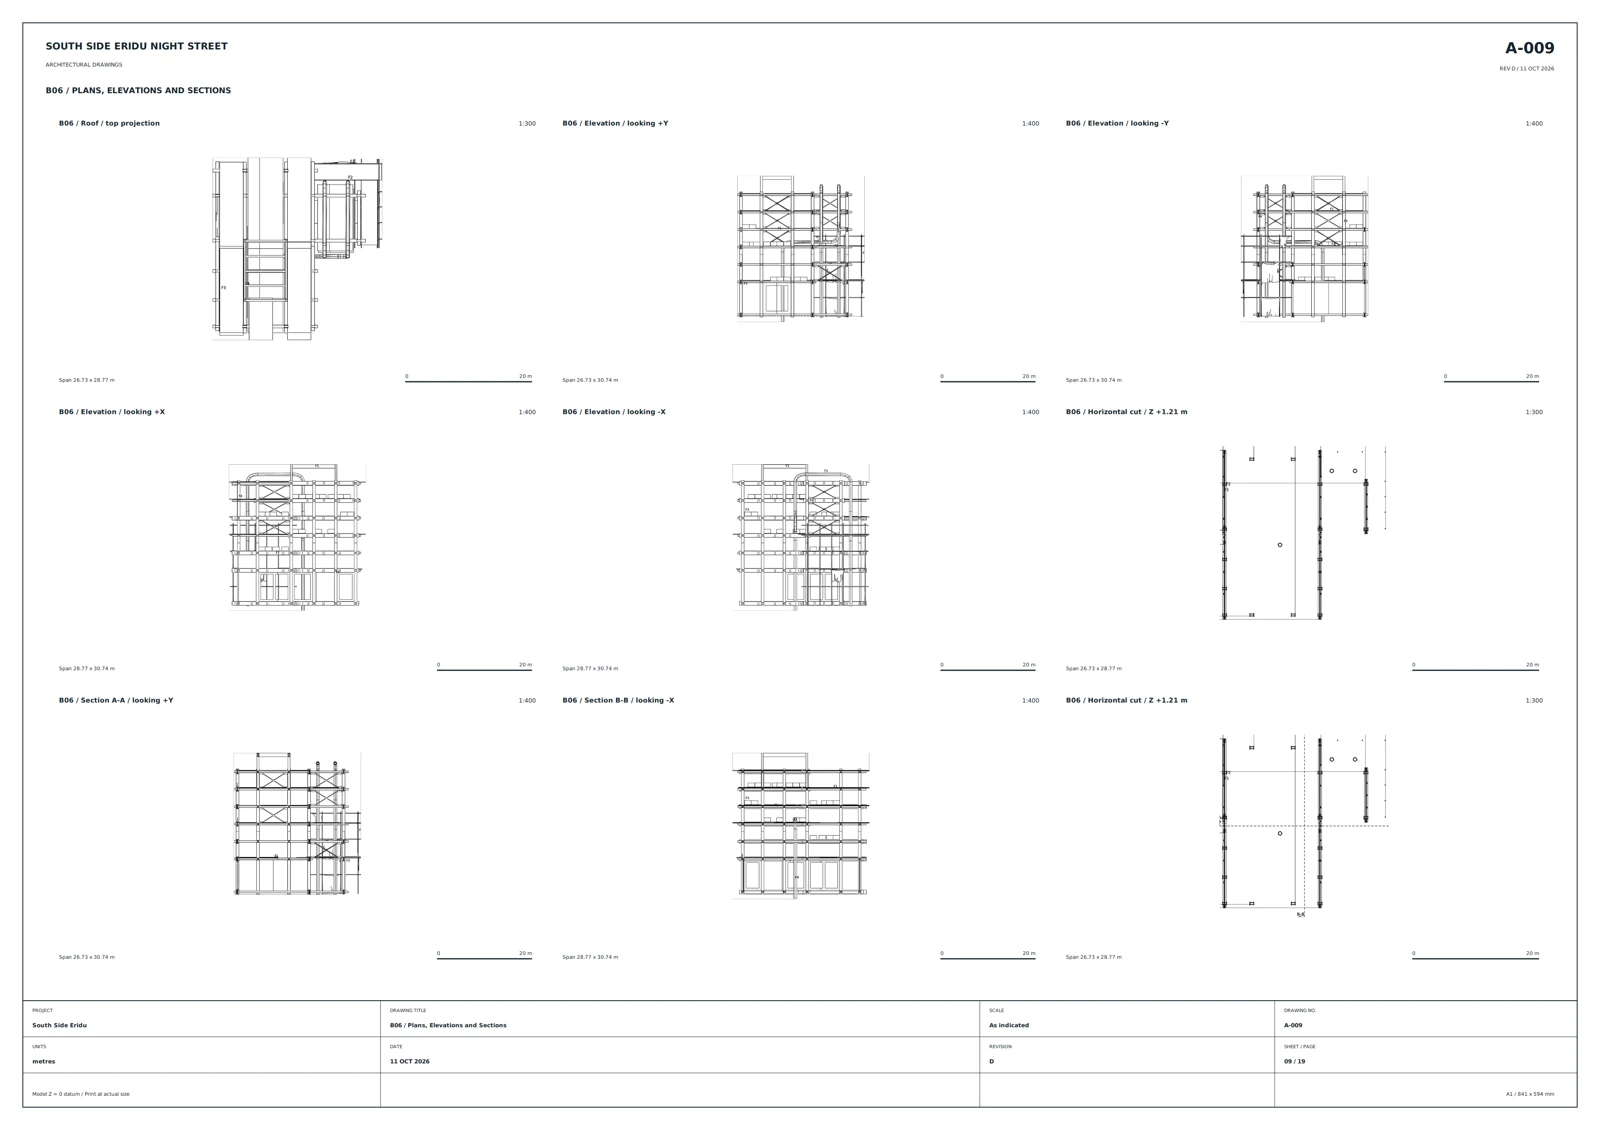 SOUTH SIDE ERIDU NIGHT STREET
A-009
ARCHITECTURAL DRAWINGS
REV D / 11 OCT 2026
B06 / PLANS, ELEVATIONS AND SECTIONS
B06 / Roof / top projection
1:300
B06 / Elevation / looking +Y
1:400
B06 / Elevation / looking -Y
1:400
F2
F3
Span 26.73 x 28.77 m
0 20 m
Span 26.73 x 30.74 m
0 20 m
Span 26.73 x 30.74 m
0 20 m
B06 / Elevation / looking +X
1:400
B06 / Elevation / looking -X
1:400
B06 / Horizontal cut / Z +1.21 m
1:300
Span 28.77 x 30.74 m
0 20 m
Span 28.77 x 30.74 m
0 20 m
Span 26.73 x 28.77 m
0 20 m
B06 / Section A-A / looking +Y
1:400
B06 / Section B-B / looking -X
1:400
B06 / Horizontal cut / Z +1.21 m
1:300
Span 26.73 x 30.74 m
0 20 m
Span 28.77 x 30.74 m
0 20 m
Span 26.73 x 28.77 m
0 20 m
PROJECT
South Side Eridu
DRAWING TITLE
B06 / Plans, Elevations and Sections
SCALE
As indicated
DRAWING NO.
A-009
UNITS
metres
DATE
11 OCT 2026
REVISION
D
SHEET / PAGE
09 / 19
Model Z = 0 datum / Print at actual size
A1 / 841 x 594 mm